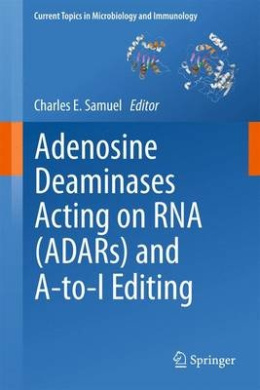 Current Topics in Microbiology and Immunology
Charles E. Samuel Editor
Adenosine
Deaminases
Acting on RNA
(ADARs) and
A-to-I Editing
Springer